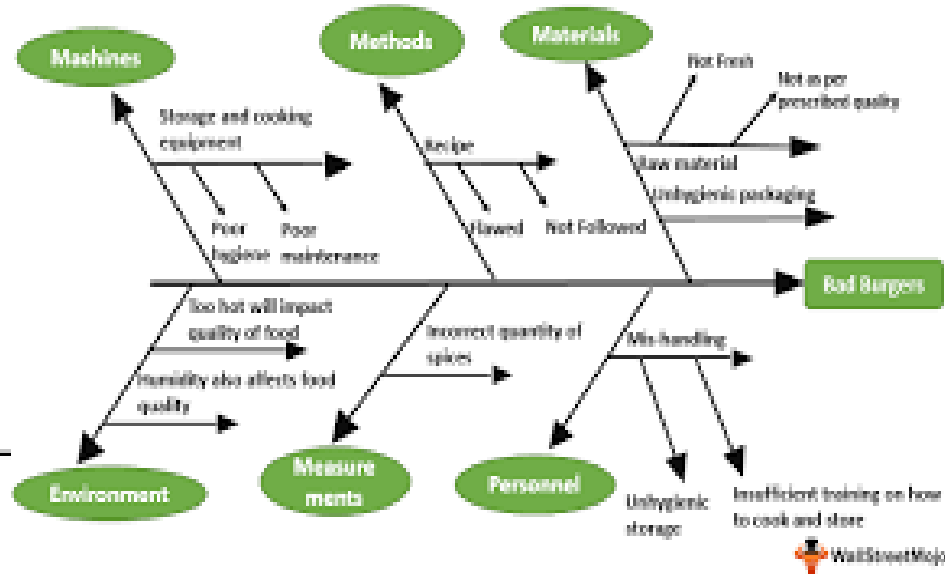 Machines
Methods
Materials
Not Fresh
Not as per
prescribed quality
Storage and cooking
equipment
Recipe
Raw material
Unhygienic packaging
Poor
hygiene
Poor
maintenance
Flawed
Not Followed
Bad Burgers
Too hot will impact
quality of food
Incorrect quantity of
spices
Mis-handling
Humidity also affects food
quality
Environment
Measure
ments
Personnel
Unhygienic
storage
Insufficient training on how
to cook and store
WallStreetMojo